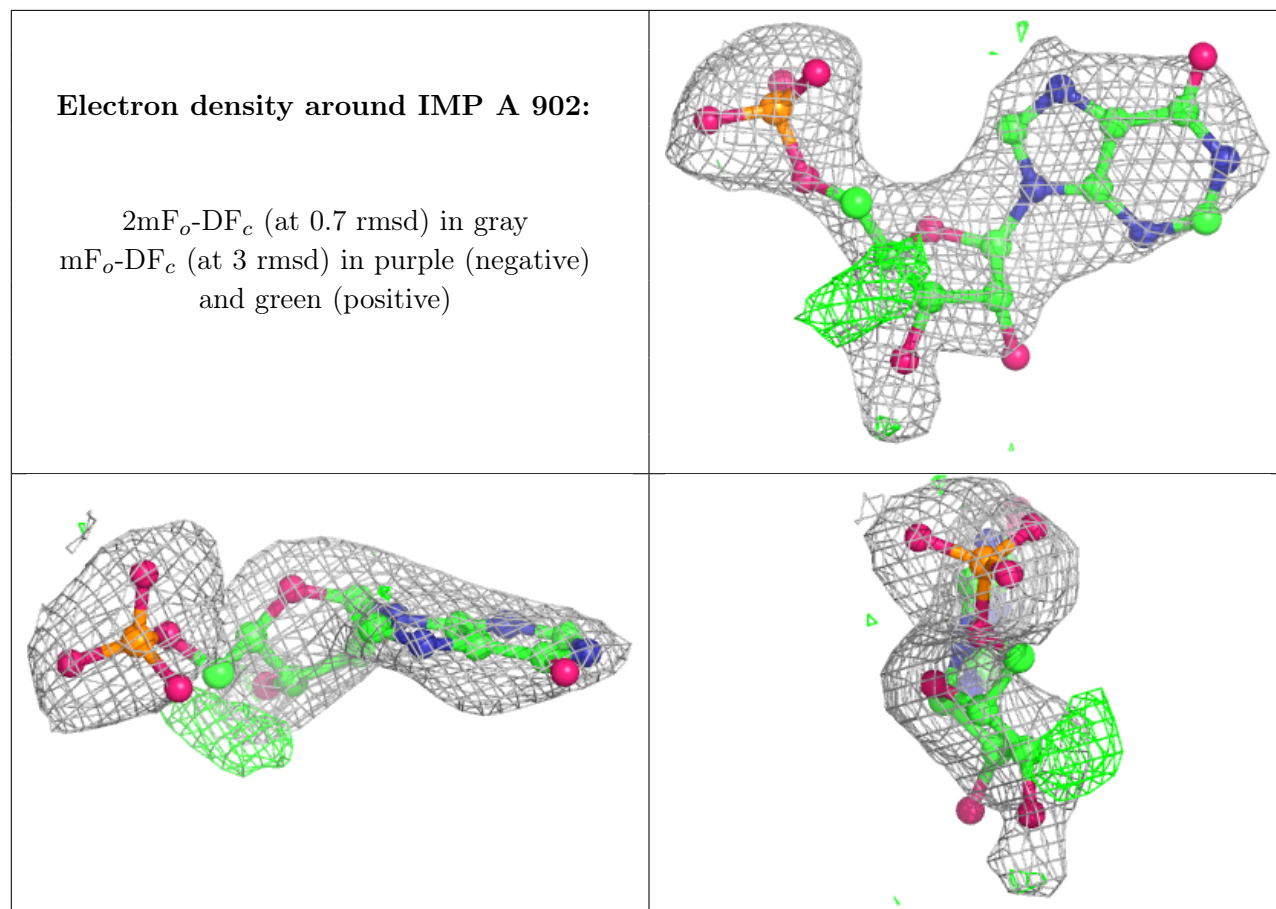 Electron density around IMP A 902:
2mFo-DFc (at 0.7 rmsd) in gray
mFo-DFc (at 3 rmsd) in purple (negative)
and green (positive)